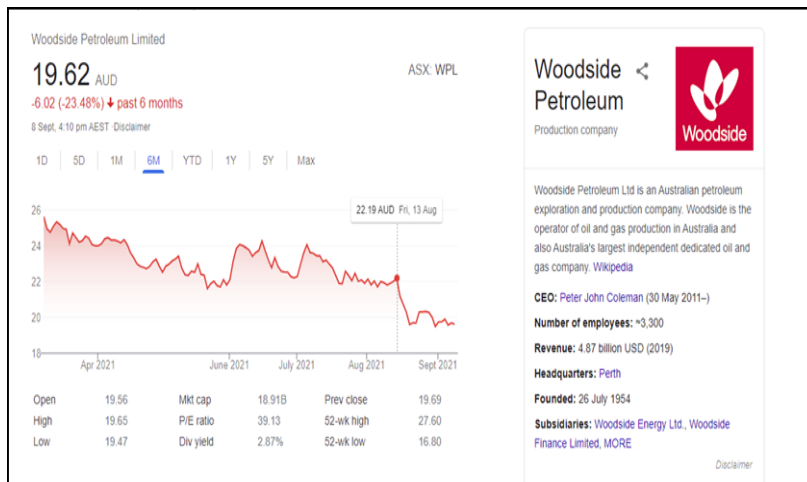 Woodside Petroleum Limited
19.62 AUD
ASX: WPL
-6.02 (-23.48%) ↓ past 6 months
8 Sept, 4:10 pm AEST ·Disclaimer
1D 5D 1M 6M YTD 1Y 5Y Max
22.19 AUD Fri, 13 Aug
26
24
22
20
18
Apr 2021 June 2021 July 2021 Aug 2021 Sept 2021
Open 19.56 Mkt cap 18.91B Prev close 19.69
High 19.65 P/E ratio 39.13 52-wk high 27.60
Low 19.47 Div yield 2.87% 52-wk low 16.80
Woodside
Petroleum
Production company
Woodside
Woodside Petroleum Ltd is an Australian petroleum
exploration and production company. Woodside is the
operator of oil and gas production in Australia and
also Australia's largest independent dedicated oil and
gas company. Wikipedia
CEO: Peter John Coleman (30 May 2011–)
Number of employees: ≈3,300
Revenue: 4.87 billion USD (2019)
Headquarters: Perth
Founded: 26 July 1954
Subsidiaries: Woodside Energy Ltd., Woodside
Finance Limited, MORE
Disclaimer